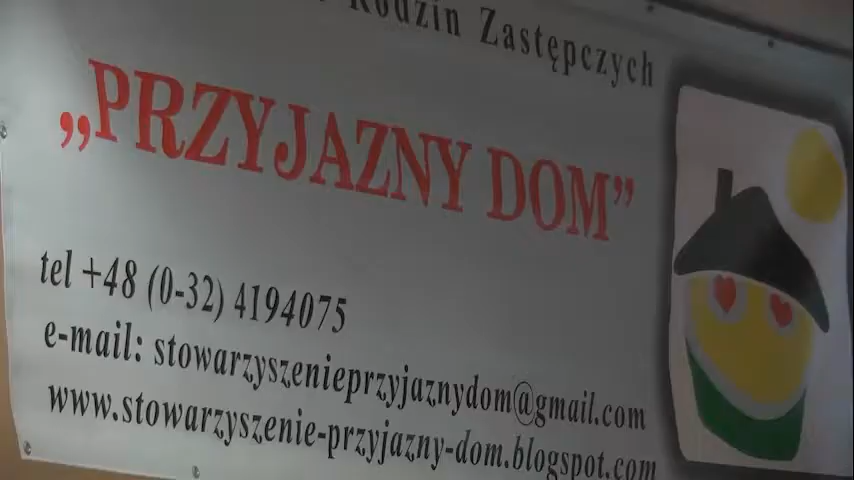 Rodzin Zastępczych
„PRZYJAZNY DOM”
tel +48 (0-32) 4194075
e-mail: stowarzyszenieprzyjaznydom@gmail.com
www.stowarzyszenie-przyjazny-dom.blogspot.com